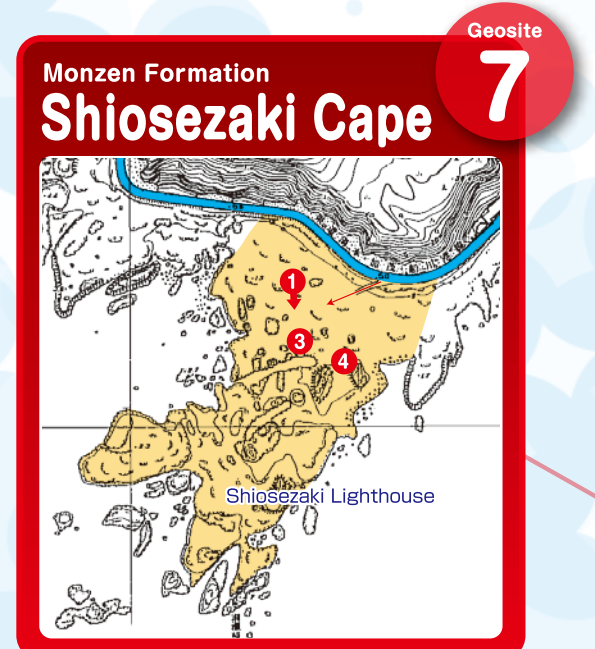 Geosite
7
Monzen Formation
Shiosezaki Cape
1
3
4
Shiosezaki Lighthouse